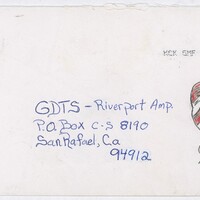 GDTS - Riverport Amp.
P.O. Box C-S 8190
San Rafael, Ca
94912